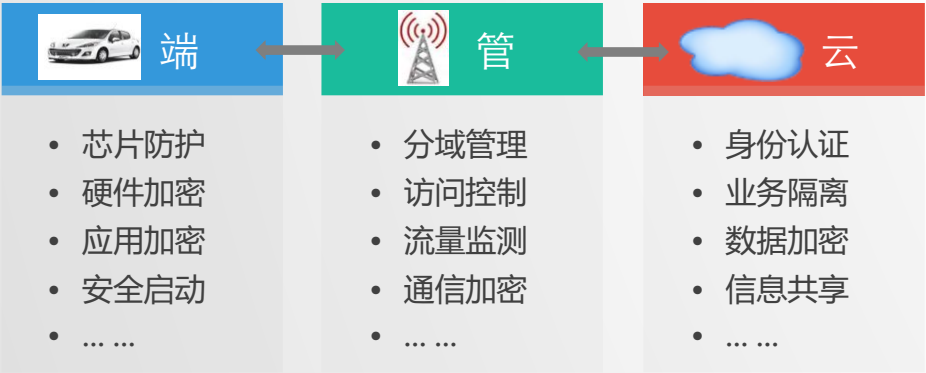 端
管
云
• 芯片防护
• 硬件加密
• 应用加密
• 安全启动
• ... ...
• 分域管理
• 访问控制
• 流量监测
• 通信加密
• ... ...
• 身份认证
• 业务隔离
• 数据加密
• 信息共享
• ... ...